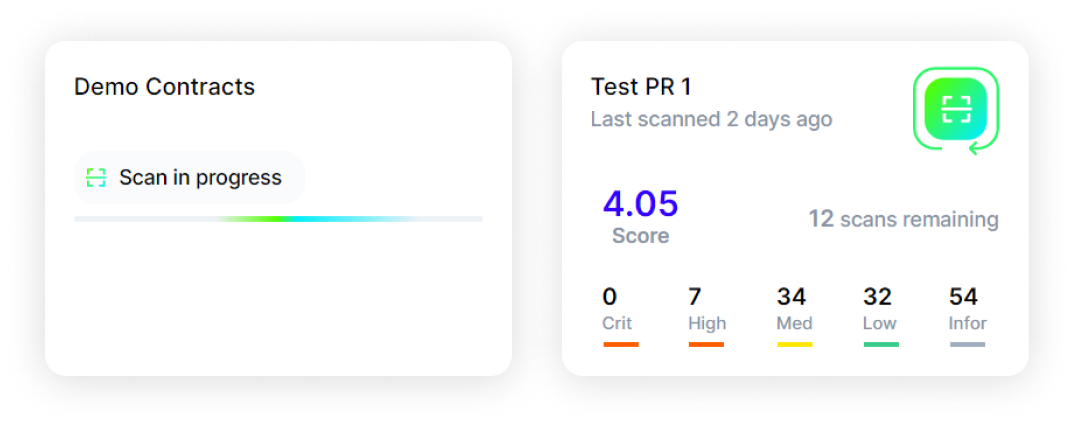 Demo Contracts
Scan in progress
Test PR 1
Last scanned 2 days ago
4.05
Score
12 scans remaining
0 7 34 32 54
Crit High Med Low Infor